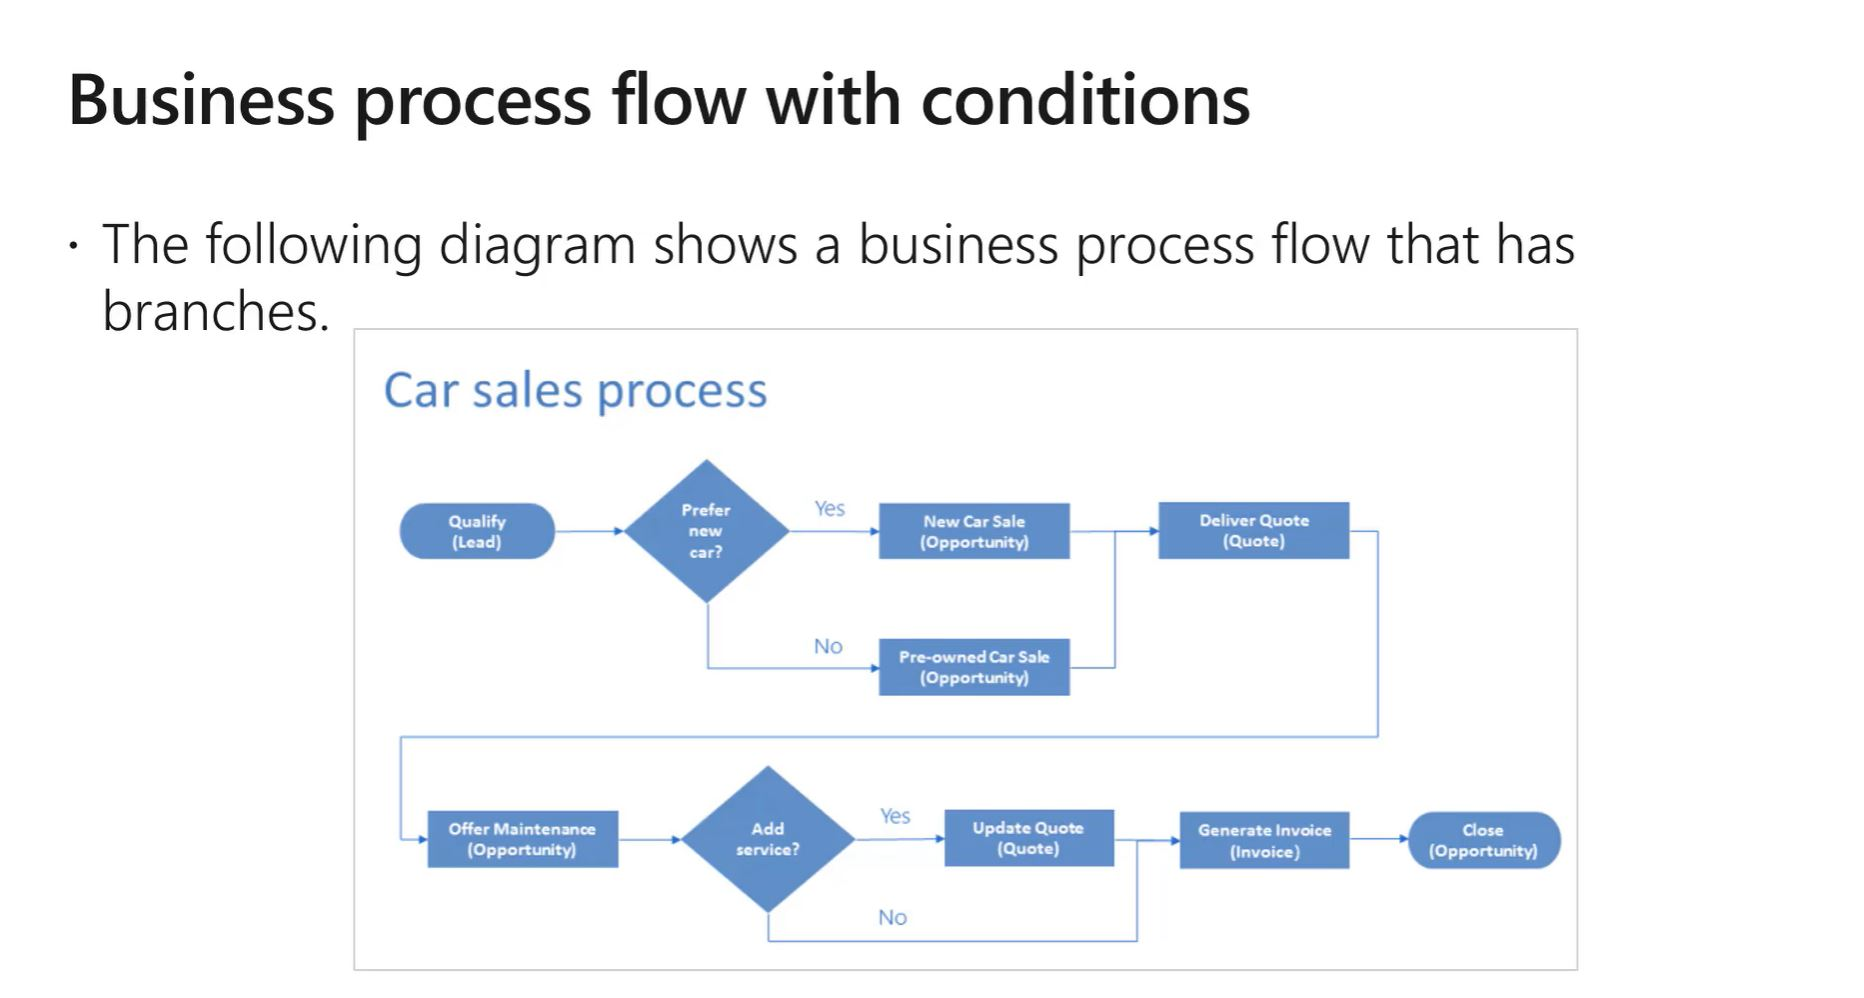 Business process flow with conditions
• The following diagram shows a business process flow that has
branches.
Car sales process
Qualify
(Lead)
Prefer
new
car?
Yes
New Car Sale
(Opportunity)
Deliver Quote
(Quote)
No
Pre-owned Car Sale
(Opportunity)
Offer Maintenance
(Opportunity)
Add
service?
Yes
Update Quote
(Quote)
Generate Invoice
(Invoice)
Close
(Opportunity)
No